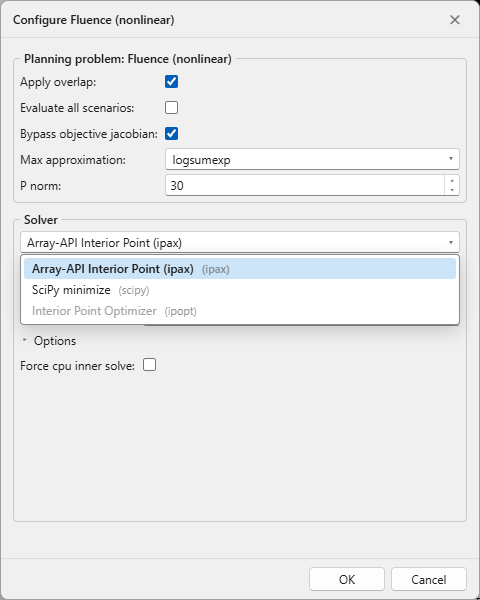 Configure Fluence (nonlinear)
Planning problem: Fluence (nonlinear)
Apply overlap:
Evaluate all scenarios:
Bypass objective jacobian:
Max approximation: logsumexp
P norm: 30
Solver
Array-API Interior Point (ipax)
Array-API Interior Point (ipax) (ipax)
SciPy minimize (scipy)
Interior Point Optimizer (ipopt)
Options
Force cpu inner solve:
OK Cancel